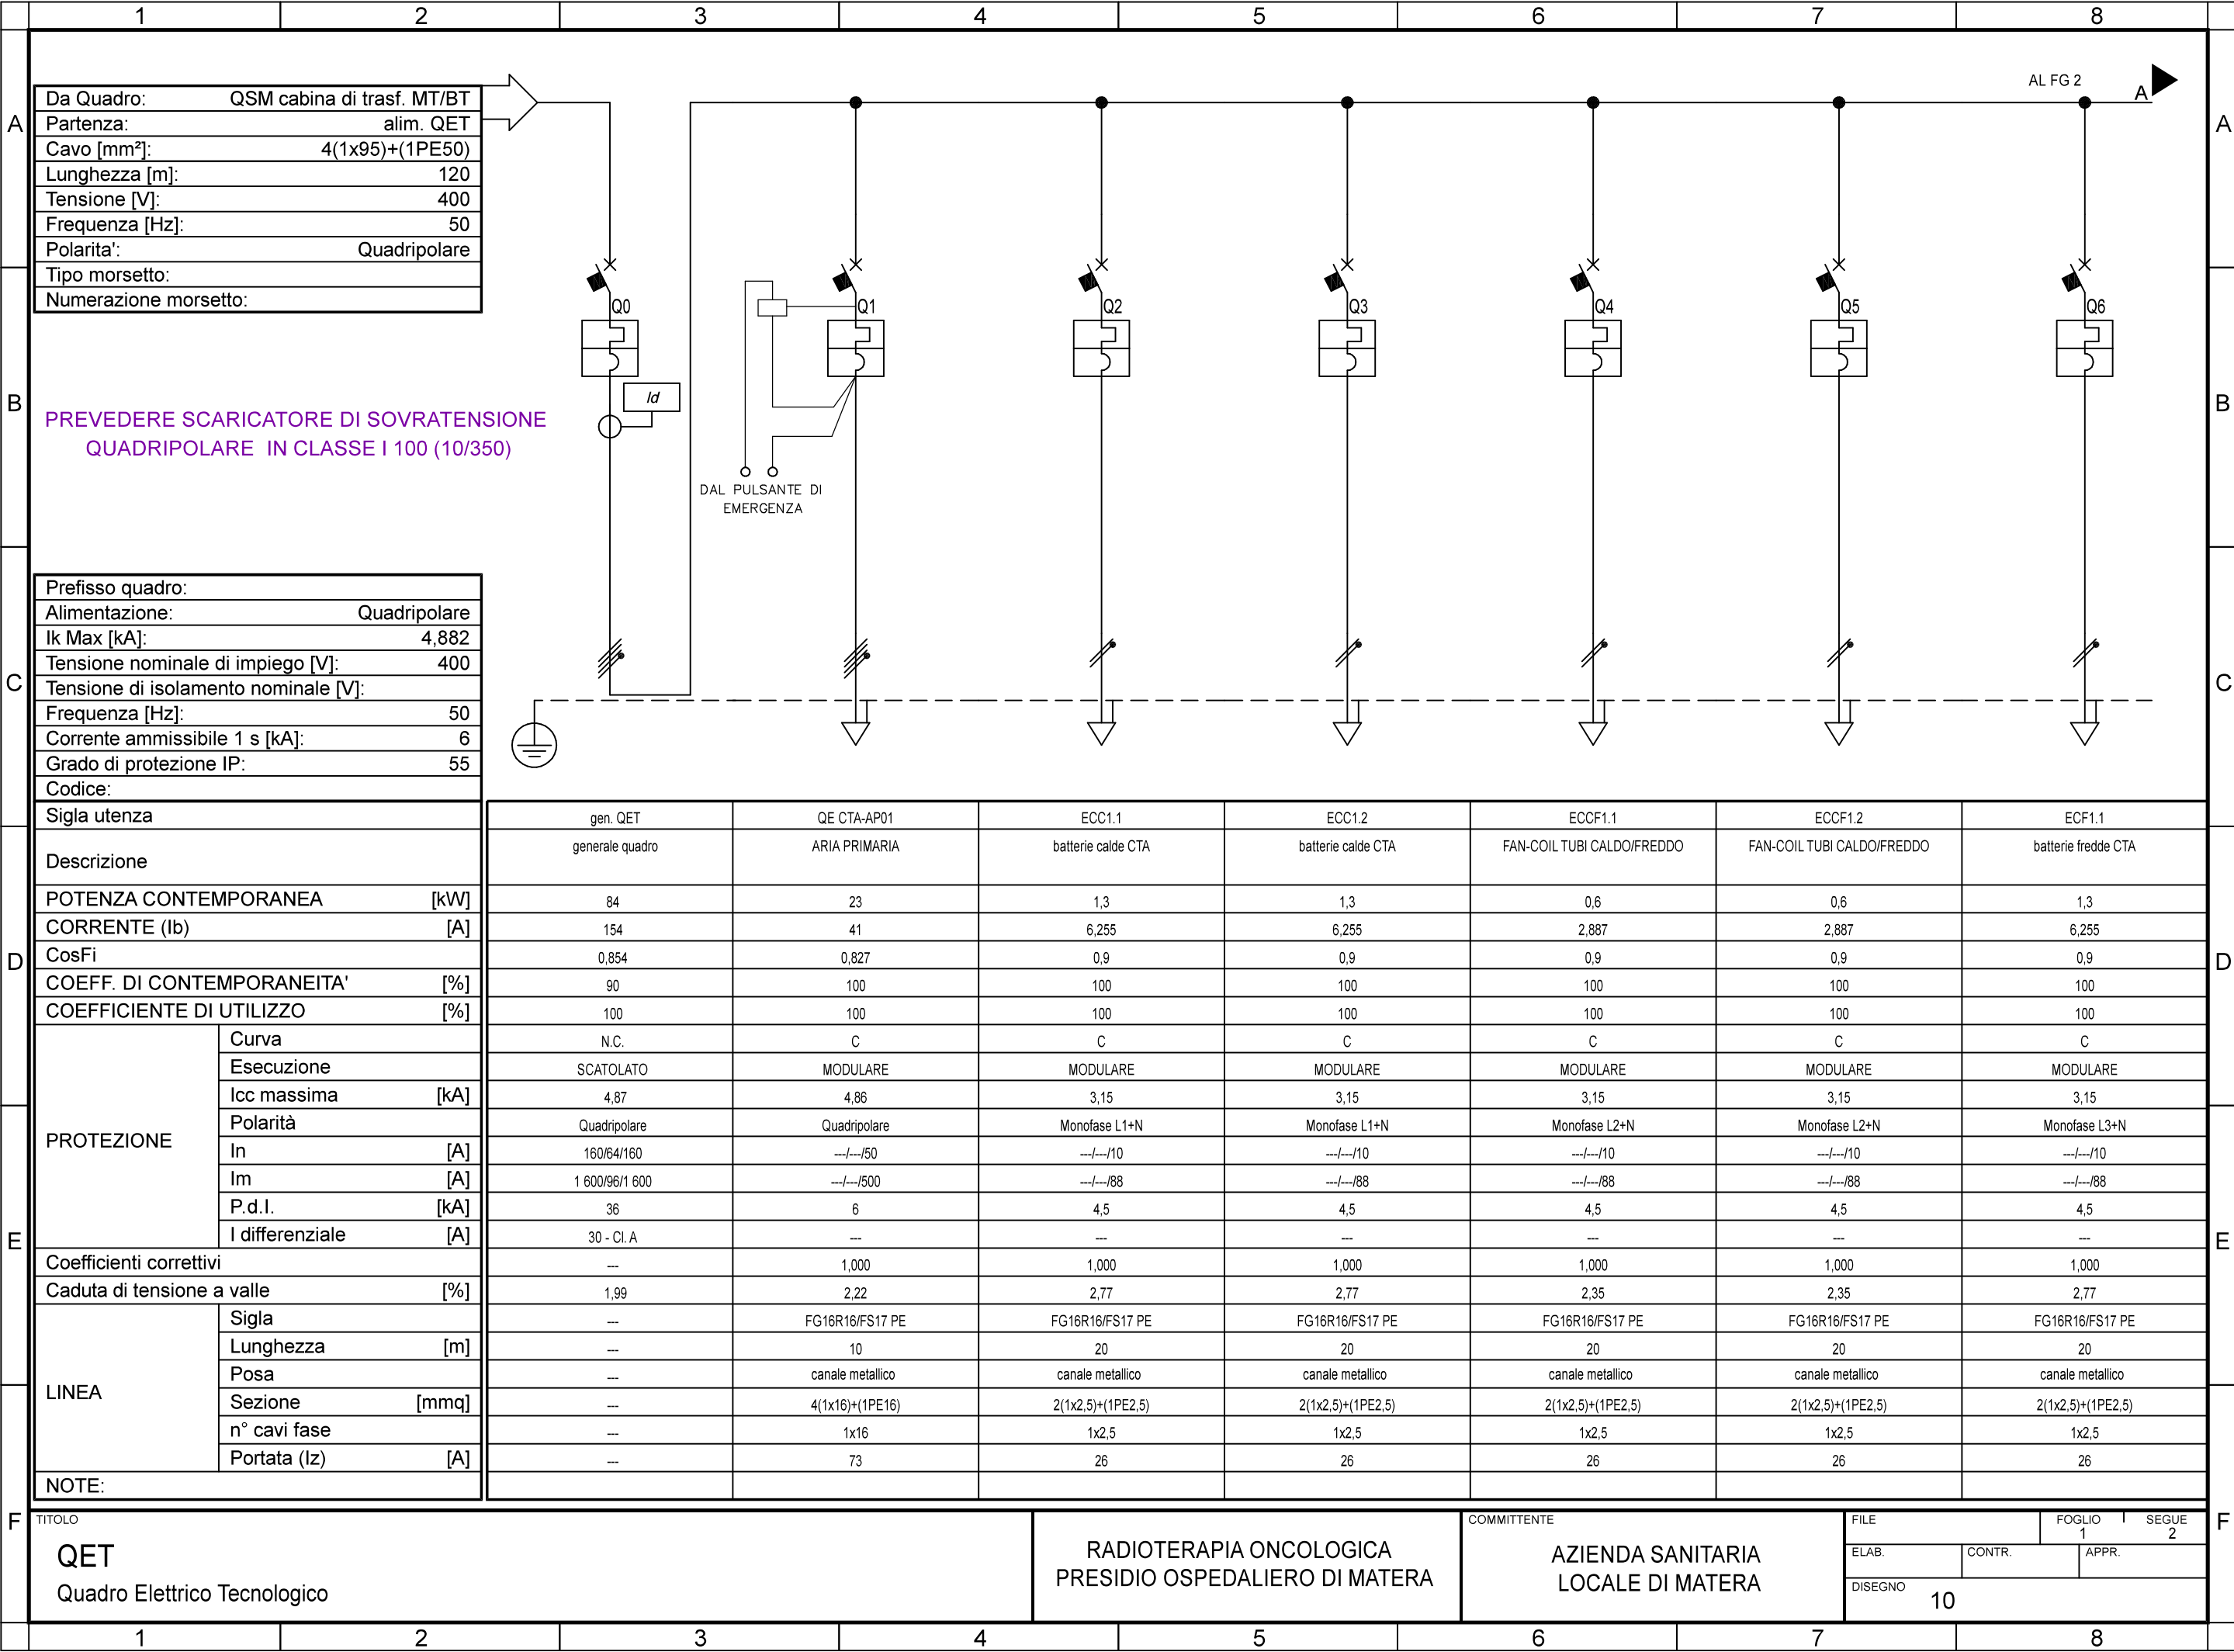 1 2 3 4 5 6 7 8
A A
B B
C C
D D
E E
F F
AL FG 2
A
Da Quadro: QSM cabina di trasf. MT/BT
Partenza: alim. QET
Cavo [mm²]: 4(1x95)+(1PE50)
Lunghezza [m]: 120
Tensione [V]: 400
Frequenza [Hz]: 50
Polarita': Quadripolare
Tipo morsetto:
Numerazione morsetto:
Q0 Q1 Q2 Q3 Q4 Q5 Q6
Id
PREVEDERE SCARICATORE DI SOVRATENSIONE
QUADRIPOLARE IN CLASSE I 100 (10/350)
DAL PULSANTE DI
EMERGENZA
Prefisso quadro:
Alimentazione: Quadripolare
Ik Max [kA]: 4,882
Tensione nominale di impiego [V]: 400
Tensione di isolamento nominale [V]:
Frequenza [Hz]: 50
Corrente ammissibile 1 s [kA]: 6
Grado di protezione IP: 55
Codice:
Sigla utenza gen. QET QE CTA-AP01 ECC1.1 ECC1.2 ECCF1.1 ECCF1.2 ECF1.1
Descrizione generale quadro ARIA PRIMARIA batterie calde CTA batterie calde CTA FAN-COIL TUBI CALDO/FREDDO FAN-COIL TUBI CALDO/FREDDO batterie fredde CTA
POTENZA CONTEMPORANEA [kW] 84 23 1,3 1,3 0,6 0,6 1,3
CORRENTE (Ib) [A] 154 41 6,255 6,255 2,887 2,887 6,255
CosFi 0,854 0,827 0,9 0,9 0,9 0,9 0,9
COEFF. DI CONTEMPORANEITA' [%] 90 100 100 100 100 100 100
COEFFICIENTE DI UTILIZZO [%] 100 100 100 100 100 100 100
PROTEZIONE
Curva N.C. C C C C C C
Esecuzione SCATOLATO MODULARE MODULARE MODULARE MODULARE MODULARE MODULARE
Icc massima [kA] 4,87 4,86 3,15 3,15 3,15 3,15 3,15
Polarità Quadripolare Quadripolare Monofase L1+N Monofase L1+N Monofase L2+N Monofase L2+N Monofase L3+N
In [A] 160/64/160 ---/---/50 ---/---/10 ---/---/10 ---/---/10 ---/---/10 ---/---/10
Im [A] 1 600/96/1 600 ---/---/500 ---/---/88 ---/---/88 ---/---/88 ---/---/88 ---/---/88
P.d.I. [kA] 36 6 4,5 4,5 4,5 4,5 4,5
I differenziale [A] 30 - Cl. A --- --- --- --- --- ---
Coefficienti correttivi --- 1,000 1,000 1,000 1,000 1,000 1,000
Caduta di tensione a valle [%] 1,99 2,22 2,77 2,77 2,35 2,35 2,77
LINEA
Sigla --- FG16R16/FS17 PE FG16R16/FS17 PE FG16R16/FS17 PE FG16R16/FS17 PE FG16R16/FS17 PE FG16R16/FS17 PE
Lunghezza [m] --- 10 20 20 20 20 20
Posa --- canale metallico canale metallico canale metallico canale metallico canale metallico canale metallico
Sezione [mmq] --- 4(1x16)+(1PE16) 2(1x2,5)+(1PE2,5) 2(1x2,5)+(1PE2,5) 2(1x2,5)+(1PE2,5) 2(1x2,5)+(1PE2,5) 2(1x2,5)+(1PE2,5)
n° cavi fase --- 1x16 1x2,5 1x2,5 1x2,5 1x2,5 1x2,5
Portata (Iz) [A] --- 73 26 26 26 26 26
NOTE:
TITOLO
QET
Quadro Elettrico Tecnologico
RADIOTERAPIA ONCOLOGICA
PRESIDIO OSPEDALIERO DI MATERA
COMMITTENTE
AZIENDA SANITARIA
LOCALE DI MATERA
FILE FOGLIO SEGUE
1 2
ELAB. CONTR. APPR.
DISEGNO 10
1 2 3 4 5 6 7 8